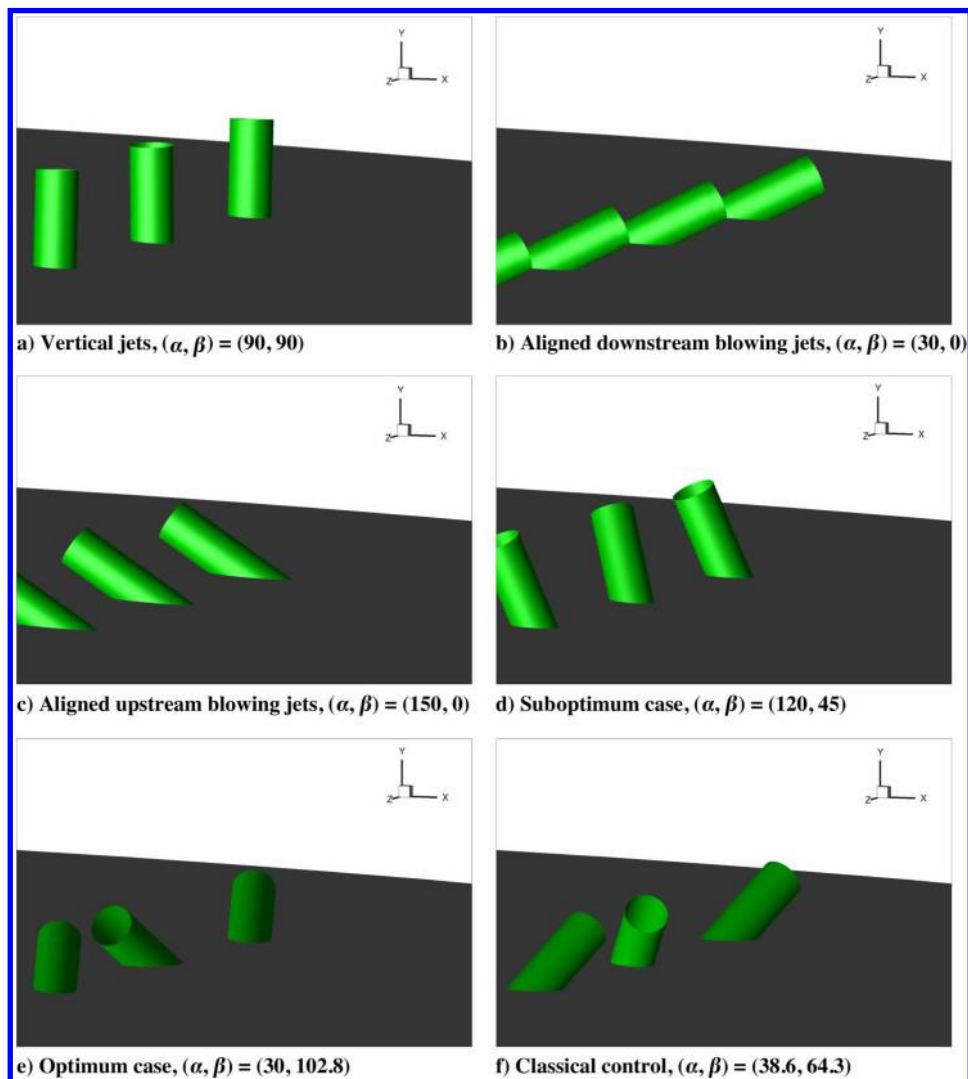 Y
Z X
a) Vertical jets, (α, β) = (90, 90)
Y
Z X
b) Aligned downstream blowing jets, (α, β) = (30, 0)
Y
Z X
c) Aligned upstream blowing jets, (α, β) = (150, 0)
Y
Z X
d) Suboptimum case, (α, β) = (120, 45)
Y
Z X
e) Optimum case, (α, β) = (30, 102.8)
Y
Z X
f) Classical control, (α, β) = (38.6, 64.3)